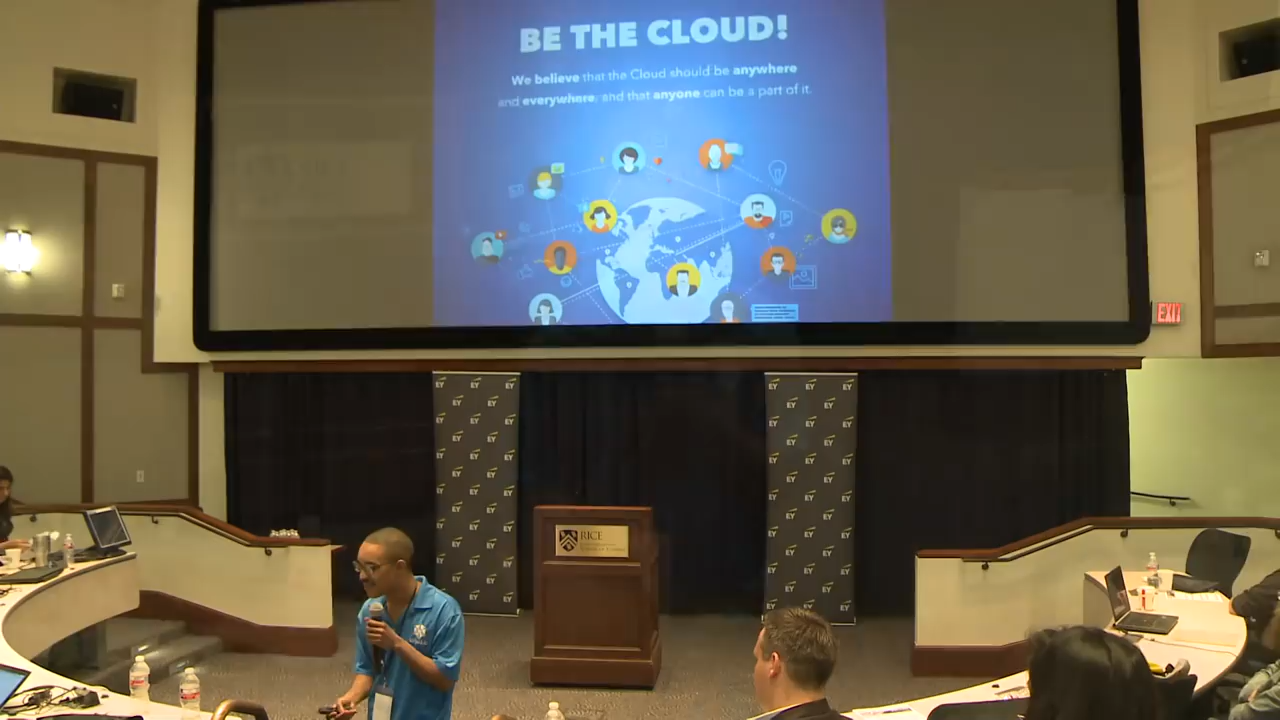 BE THE CLOUD!
We believe that the Cloud should be anywhere
and everywhere, and that anyone can be a part of it.
EXIT
EY
EY
RICE